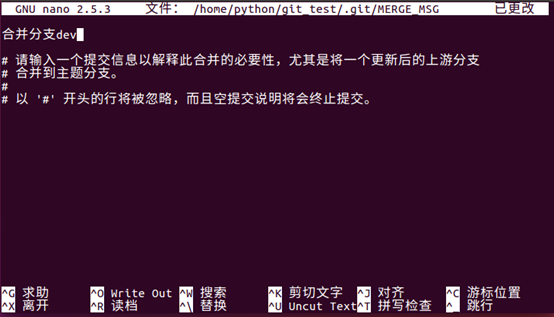 GNU nano 2.5.3 文件： /home/python/git_test/.git/MERGE_MSG 已更改
合并分支dev
# 请输入一个提交信息以解释此合并的必要性，尤其是将一个更新后的上游分支
# 合并到主题分支。
#
# 以 '#' 开头的行将被忽略，而且空提交说明将会终止提交。
^G 求助 ^O Write Out ^W 搜索 ^K 剪切文字 ^J 对齐 ^C 游标位置
^X 离开 ^R 读档 ^\ 替换 ^U Uncut Text ^T 拼写检查 ^_ 跳行